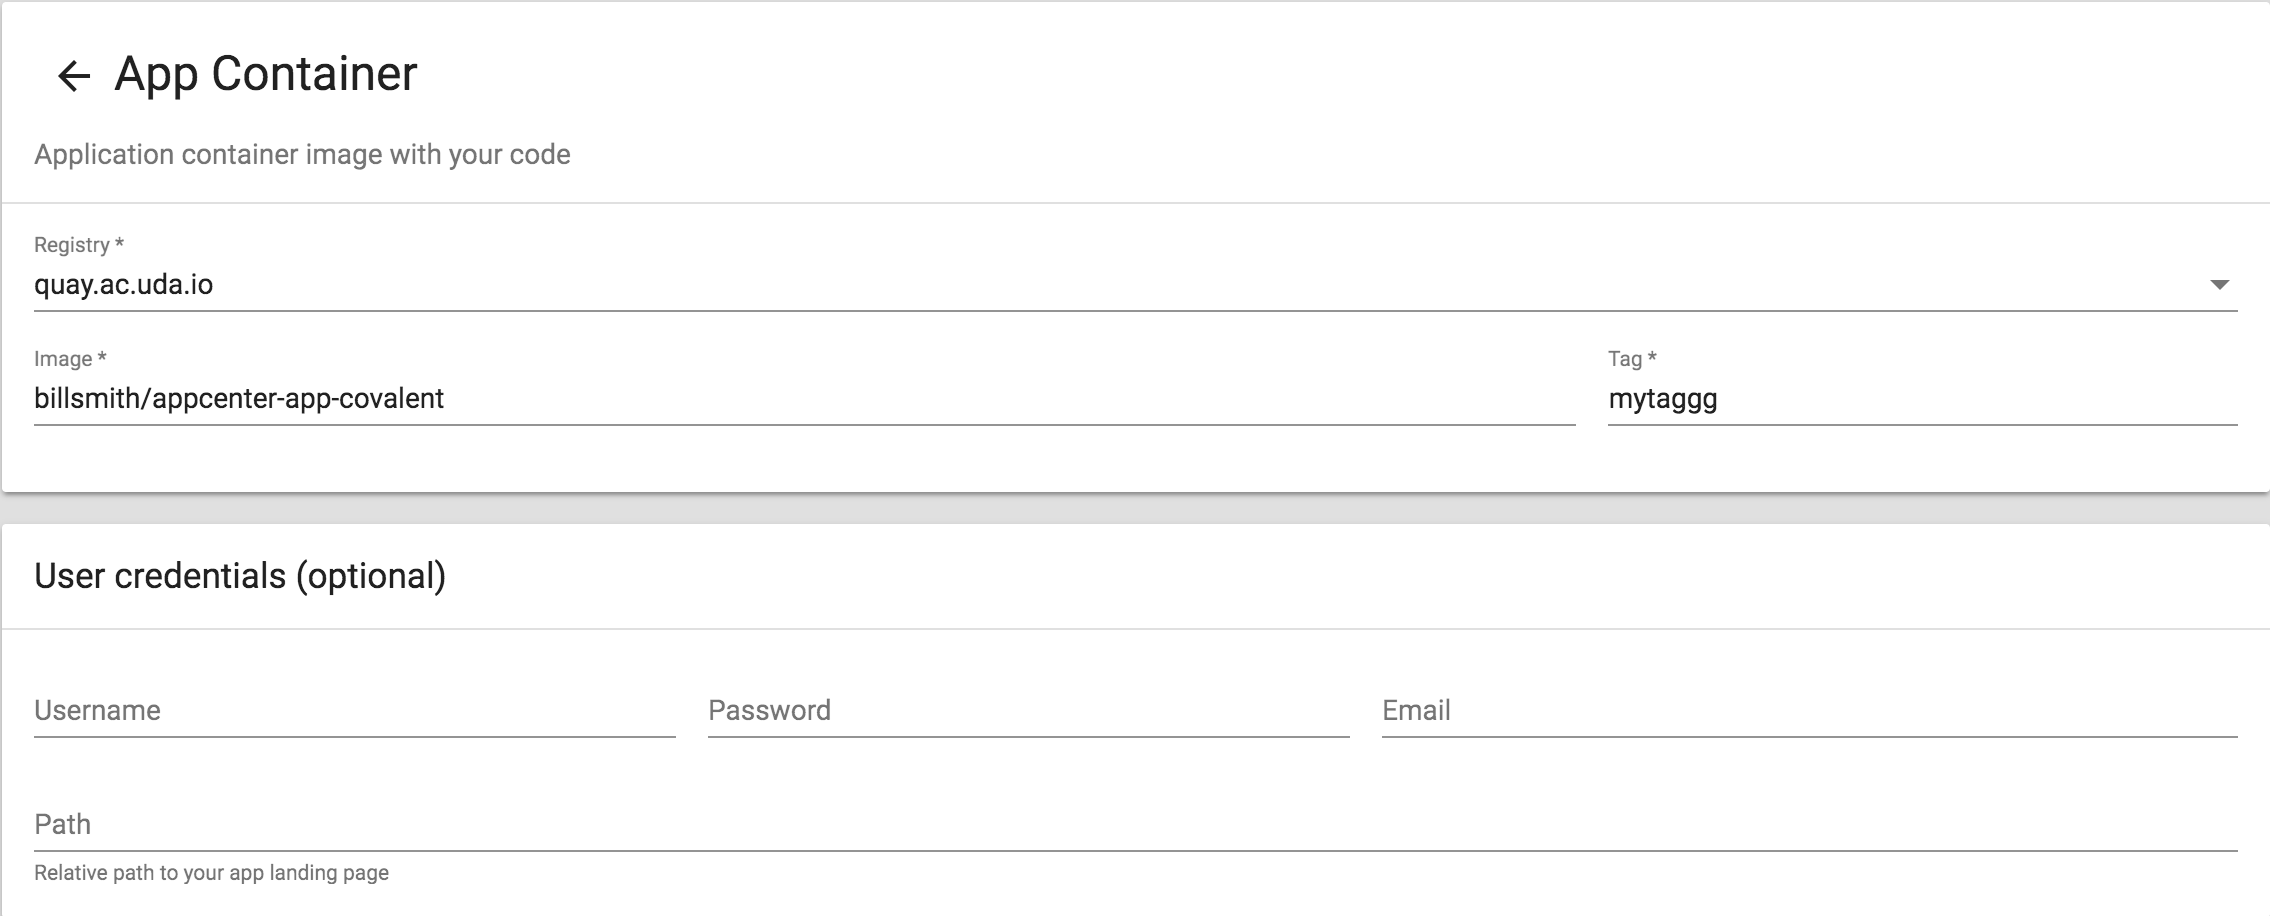 App Container
Application container image with your code
Registry *
quay.ac.uda.io
Image *
Tag *
billsmith/appcenter-app-covalent
mytaggg
User credentials (optional)
Username
Password
Email
Path
Relative path to your app landing page